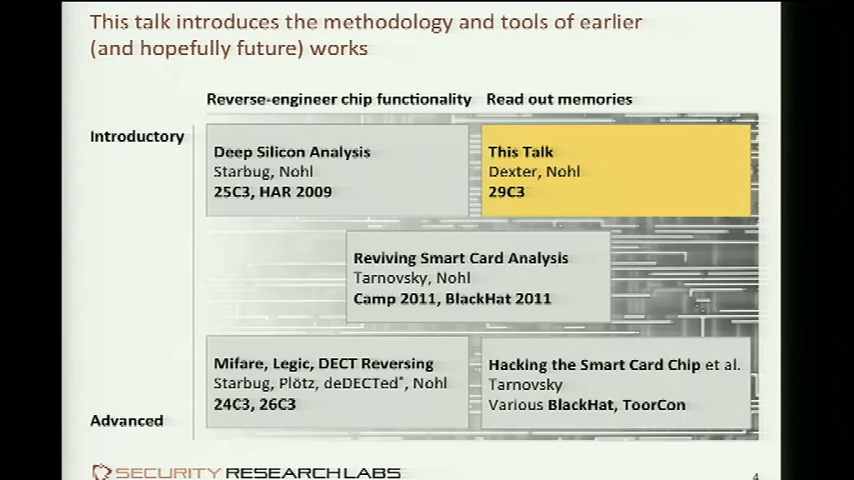 This talk introduces the methodology and tools of earlier
(and hopefully future) works
Reverse-engineer chip functionality
Read out memories
Introductory
Deep Silicon Analysis
Starbug, Nohl
25C3, HAR 2009
This Talk
Dexter, Nohl
29C3
Reviving Smart Card Analysis
Tarnovsky, Nohl
Camp 2011, BlackHat 2011
Mifare, Legic, DECT Reversing
Starbug, Plötz, deDECTed*, Nohl
24C3, 26C3
Hacking the Smart Card Chip et al.
Tarnovsky
Various BlackHat, ToorCon
Advanced
SECURITY RESEARCH LABS
4